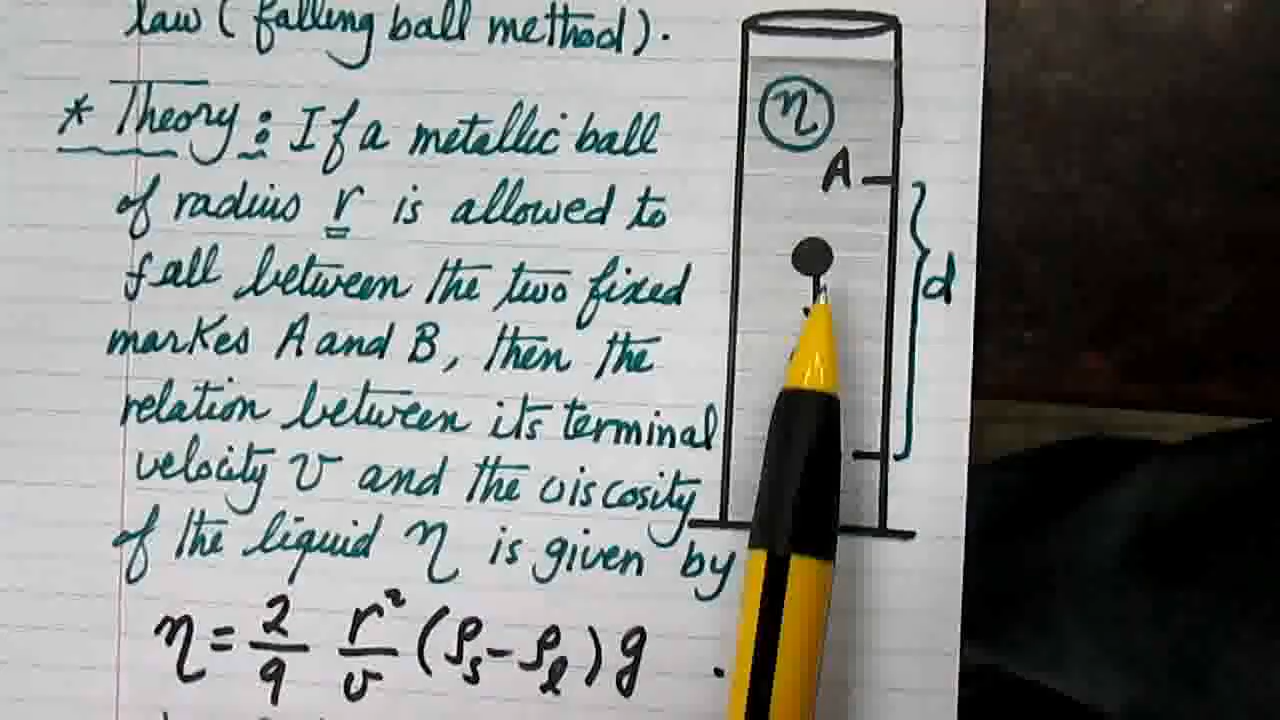 law (falling ball method).
* Theory: If a metallic ball
of radius r is allowed to
fall between the two fixed
markes A and B, then the
relation between its terminal
velocity v and the viscosity
of the liquid η is given by
η = 2/9 r²/v (ρs - ρl) g .
η
A
d